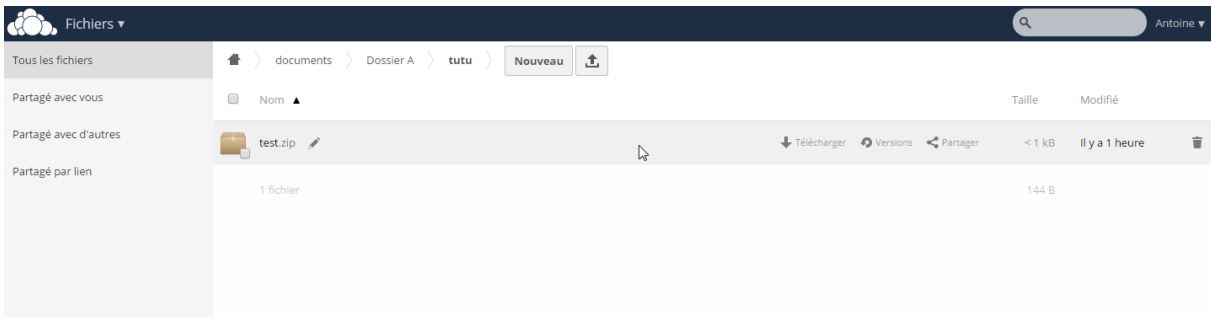 Fichiers ▾
Antoine ▾
Tous les fichiers
documents Dossier A tutu Nouveau
Partagé avec vous
Nom ▲ Taille Modifié
Partagé avec d'autres
test.zip Télécharger Versions Partager < 1 kB Il y a 1 heure
Partagé par lien
1 fichier 144 B